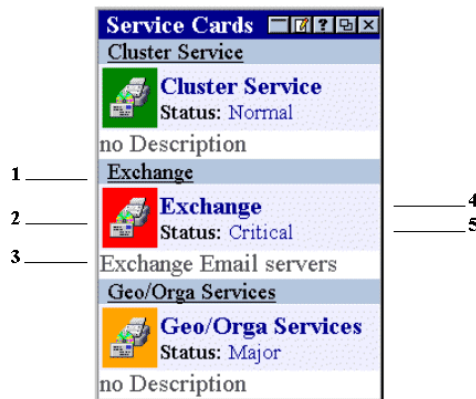 Service Cards
Cluster Service
Cluster Service
Status: Normal
no Description
1
Exchange
4
2
Exchange
5
Status: Critical
3
Exchange Email servers
Geo/Orga Services
Geo/Orga Services
Status: Major
no Description